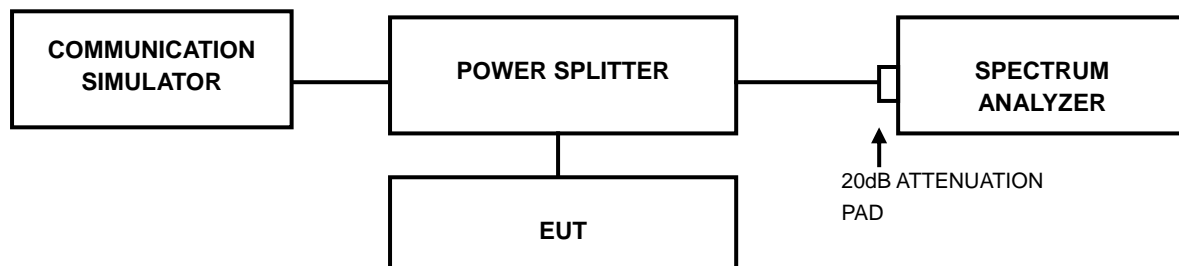 COMMUNICATION
SIMULATOR
POWER SPLITTER
SPECTRUM
ANALYZER
20dB ATTENUATION
PAD
EUT